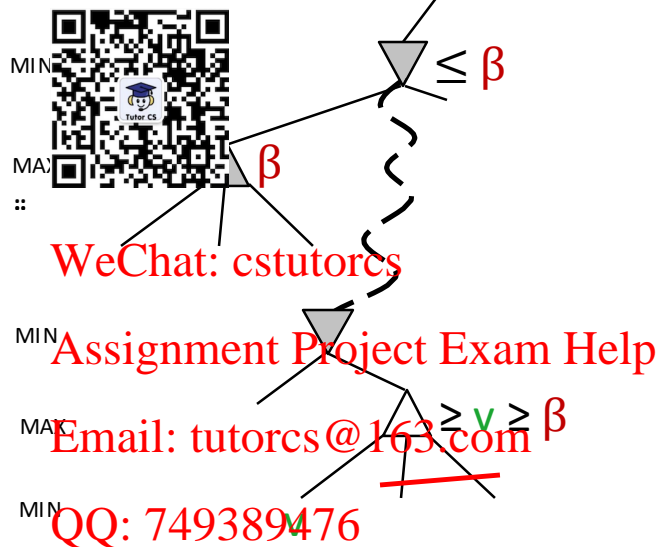 MIN
≤ β
Tutor CS
MAX
β
::
WeChat: cstutorcs
MIN
Assignment Project Exam Help
MAX
≥ v ≥ β
Email: tutorcs@163.com
MIN
v
QQ: 749389476